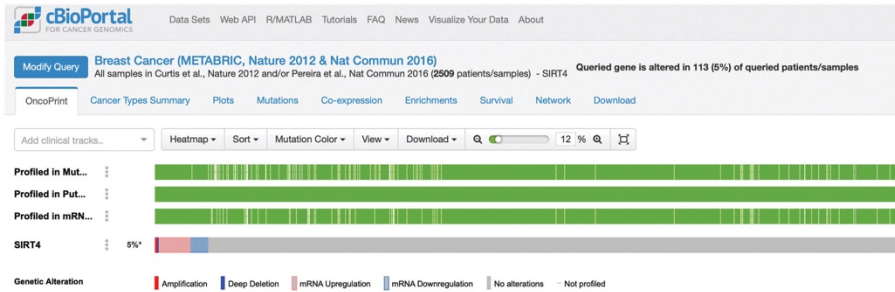 cBioPortal
FOR CANCER GENOMICS
Data Sets Web API R/MATLAB Tutorials FAQ News Visualize Your Data About
Modify Query
Breast Cancer (METABRIC, Nature 2012 & Nat Commun 2016)
All samples in Curtis et al., Nature 2012 and/or Pereira et al., Nat Commun 2016 (2509 patients/samples) - SIRT4
Queried gene is altered in 113 (5%) of queried patients/samples
OncoPrint Cancer Types Summary Plots Mutations Co-expression Enrichments Survival Network Download
Add clinical tracks.. Heatmap Sort Mutation Color View Download 12 %
Profiled in Mut...
Profiled in Put...
Profiled in mRN...
SIRT4 5%*
Genetic Alteration Amplification Deep Deletion mRNA Upregulation mRNA Downregulation No alterations - Not profiled